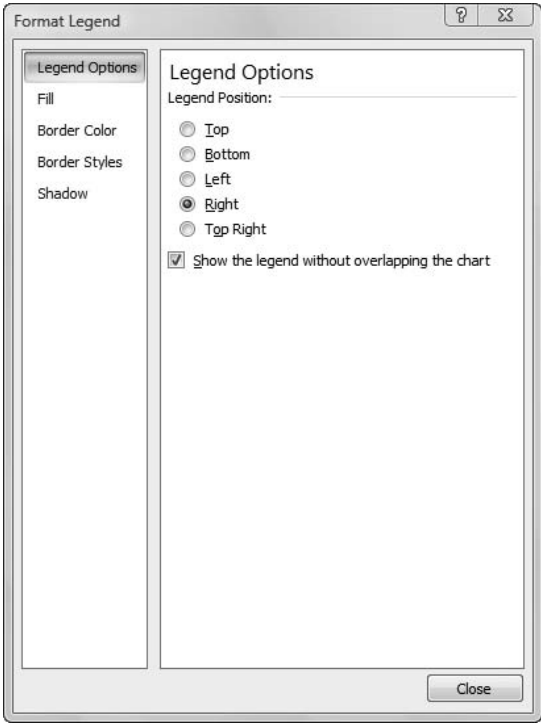 Format Legend
Legend Options
Fill
Border Color
Border Styles
Shadow
Legend Options
Legend Position:
Top
Bottom
Left
Right
Top Right
Show the legend without overlapping the chart
Close